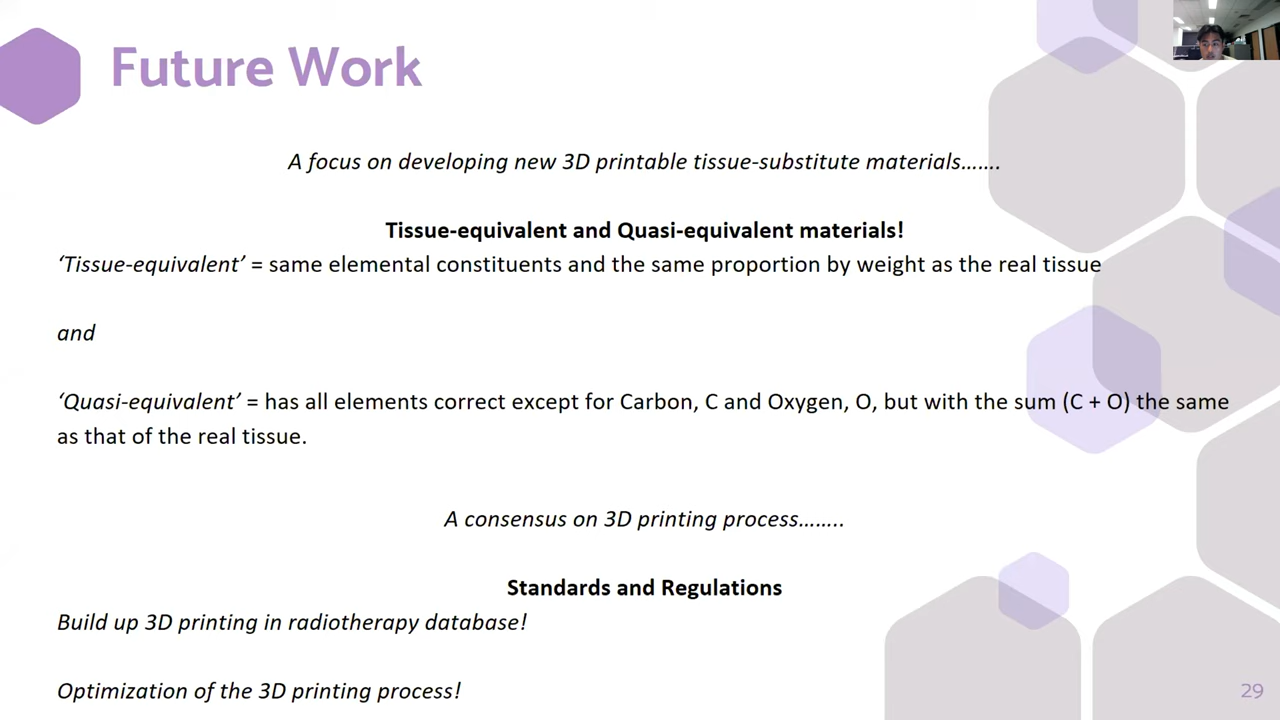 Future Work
A focus on developing new 3D printable tissue-substitute materials…….
Tissue-equivalent and Quasi-equivalent materials!
‘Tissue-equivalent’ = same elemental constituents and the same proportion by weight as the real tissue
and
‘Quasi-equivalent’ = has all elements correct except for Carbon, C and Oxygen, O, but with the sum (C + O) the same
as that of the real tissue.
A consensus on 3D printing process……..
Standards and Regulations
Build up 3D printing in radiotherapy database!
Optimization of the 3D printing process!
29